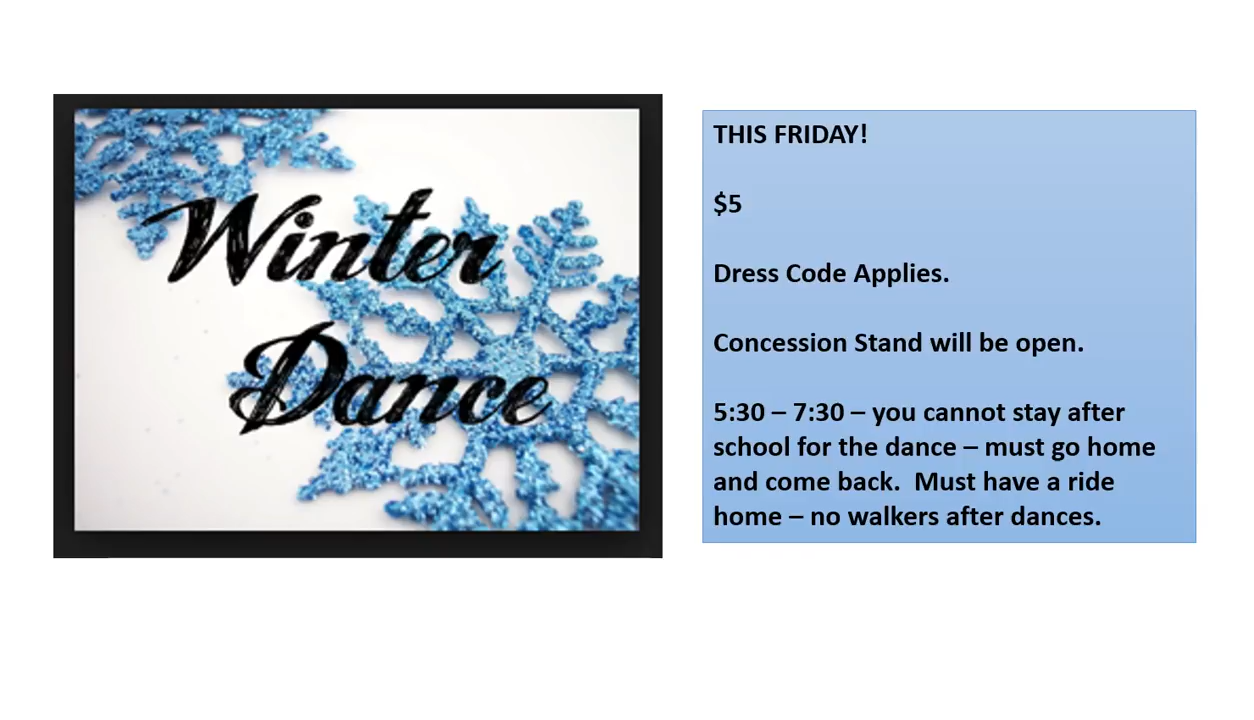 Winter
Dance
THIS FRIDAY!
$5
Dress Code Applies.
Concession Stand will be open.
5:30 – 7:30 – you cannot stay after
school for the dance – must go home
and come back.  Must have a ride
home – no walkers after dances.